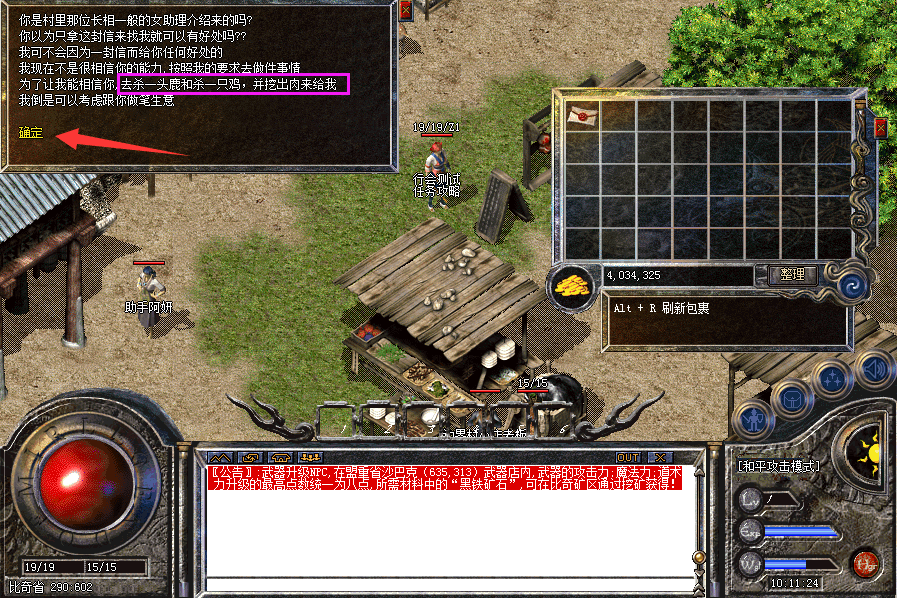 你是村里那位长相一般的女助理介绍来的吗?
你以为只拿这封信来找我就可以有好处吗??
我可不会因为一封信而给你任何好处的
我现在不是很相信你的能力,按照我的要求去做件事情
为了让我能相信你,去杀一头鹿和杀一只鸡，并挖出肉来给我
我倒是可以考虑跟你做笔生意
确定
19/19/Z1
行会测试
任务攻略
助手阿妍
4,034,325
整理
Alt + R 刷新包裹
15/15
OUT
〖公告〗:武器升级NPC,在盟重省沙巴克（635,313）武器店内,武器的攻击力;魔法力;道术
力升级的最高点数统一为八点,所需材料中的“黑铁矿石”,可在比奇矿区通过挖矿获得!
[和平攻击模式]
Lv 7
Exp
Wg
19/19
15/15
比奇省 290:602
10:11:24